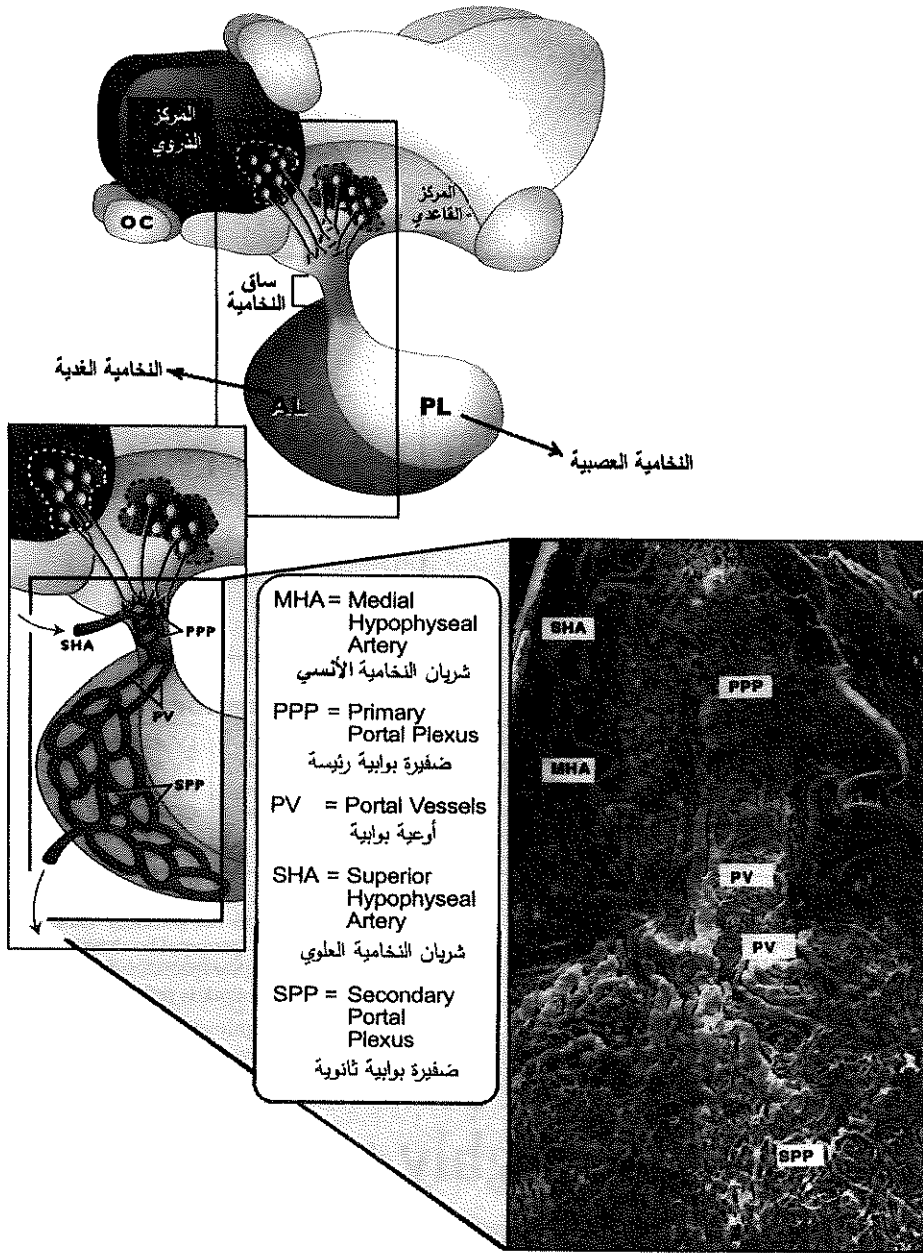 المركز
الذروي
المركز
القاعدي
OC
ساق
النخامية
النخامية الغدية
AL
PL
النخامية العصبية
SHA
PPP
PV
SPP
MHA = Medial
Hypophyseal
Artery
شريان النخامية الأنسي
PPP = Primary
Portal Plexus
ضفيرة بوابية رئيسة
PV = Portal Vessels
أوعية بوابية
SHA = Superior
Hypophyseal
Artery
شريان النخامية العلوي
SPP = Secondary
Portal
Plexus
ضفيرة بوابية ثانوية
SHA
PPP
MHA
PV
PV
SPP